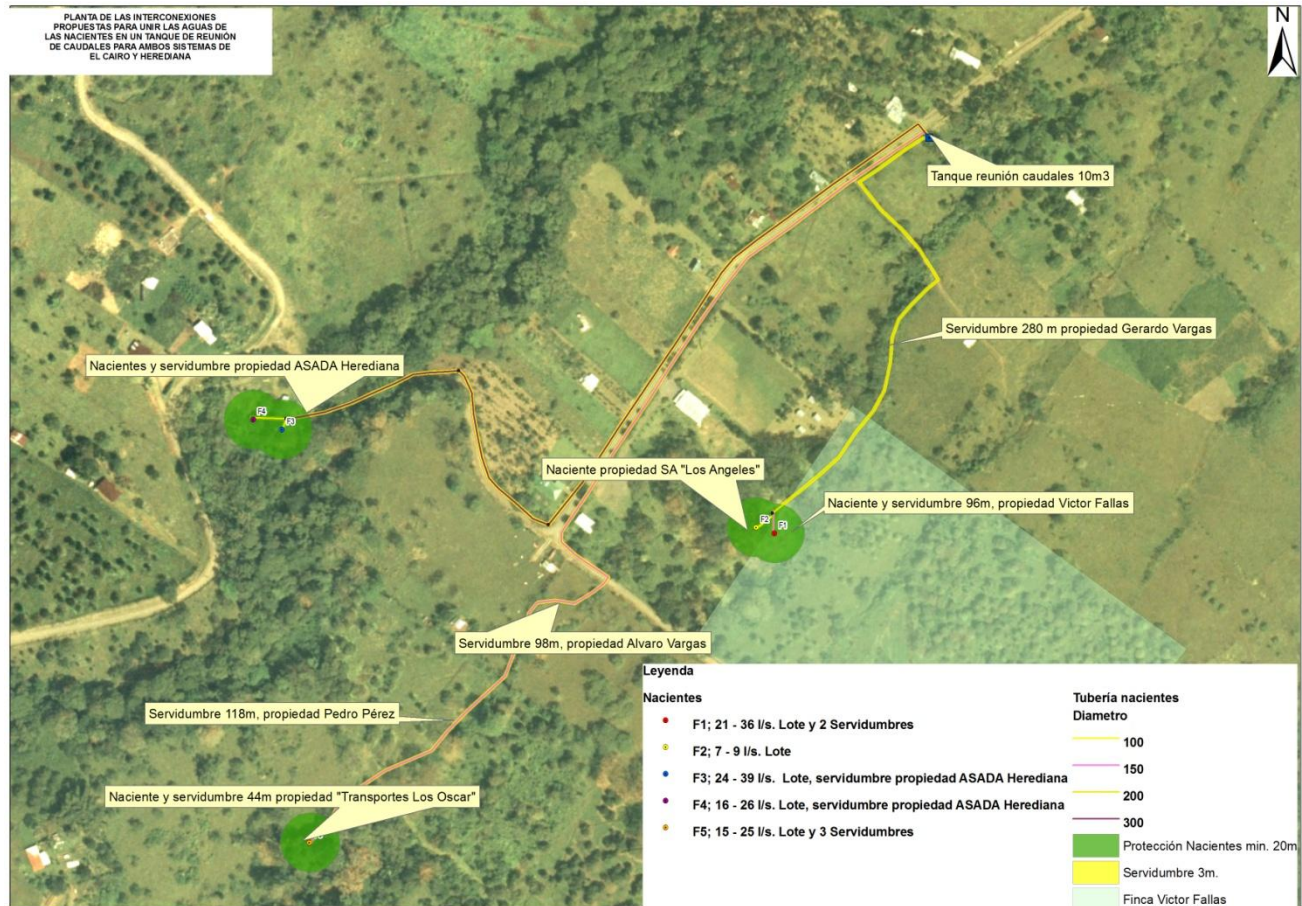 PLANTA DE LAS INTERCONEXIONES
PROPUESTAS PARA UNIR LAS AGUAS DE
LAS NACIENTES EN UN TANQUE DE REUNIÓN
DE CAUDALES PARA AMBOS SISTEMAS DE
EL CAIRO Y HEREDIANA
N
Tanque reunión caudales 10m3
Servidumbre 280 m propiedad Gerardo Vargas
Nacientes y servidumbre propiedad ASADA Herediana
F4
F3
Naciente propiedad SA "Los Angeles"
Naciente y servidumbre 96m, propiedad Victor Fallas
F2
F1
Servidumbre 98m, propiedad Alvaro Vargas
Servidumbre 118m, propiedad Pedro Pérez
Naciente y servidumbre 44m propiedad "Transportes Los Oscar"
Leyenda
Nacientes
F1; 21 - 36 l/s. Lote y 2 Servidumbres
F2; 7 - 9 l/s. Lote
F3; 24 - 39 l/s. Lote, servidumbre propiedad ASADA Herediana
F4; 16 - 26 l/s. Lote, servidumbre propiedad ASADA Herediana
F5; 15 - 25 l/s. Lote y 3 Servidumbres
Tubería nacientes
Diametro
100
150
200
300
Protección Nacientes min. 20m
Servidumbre 3m.
Finca Victor Fallas